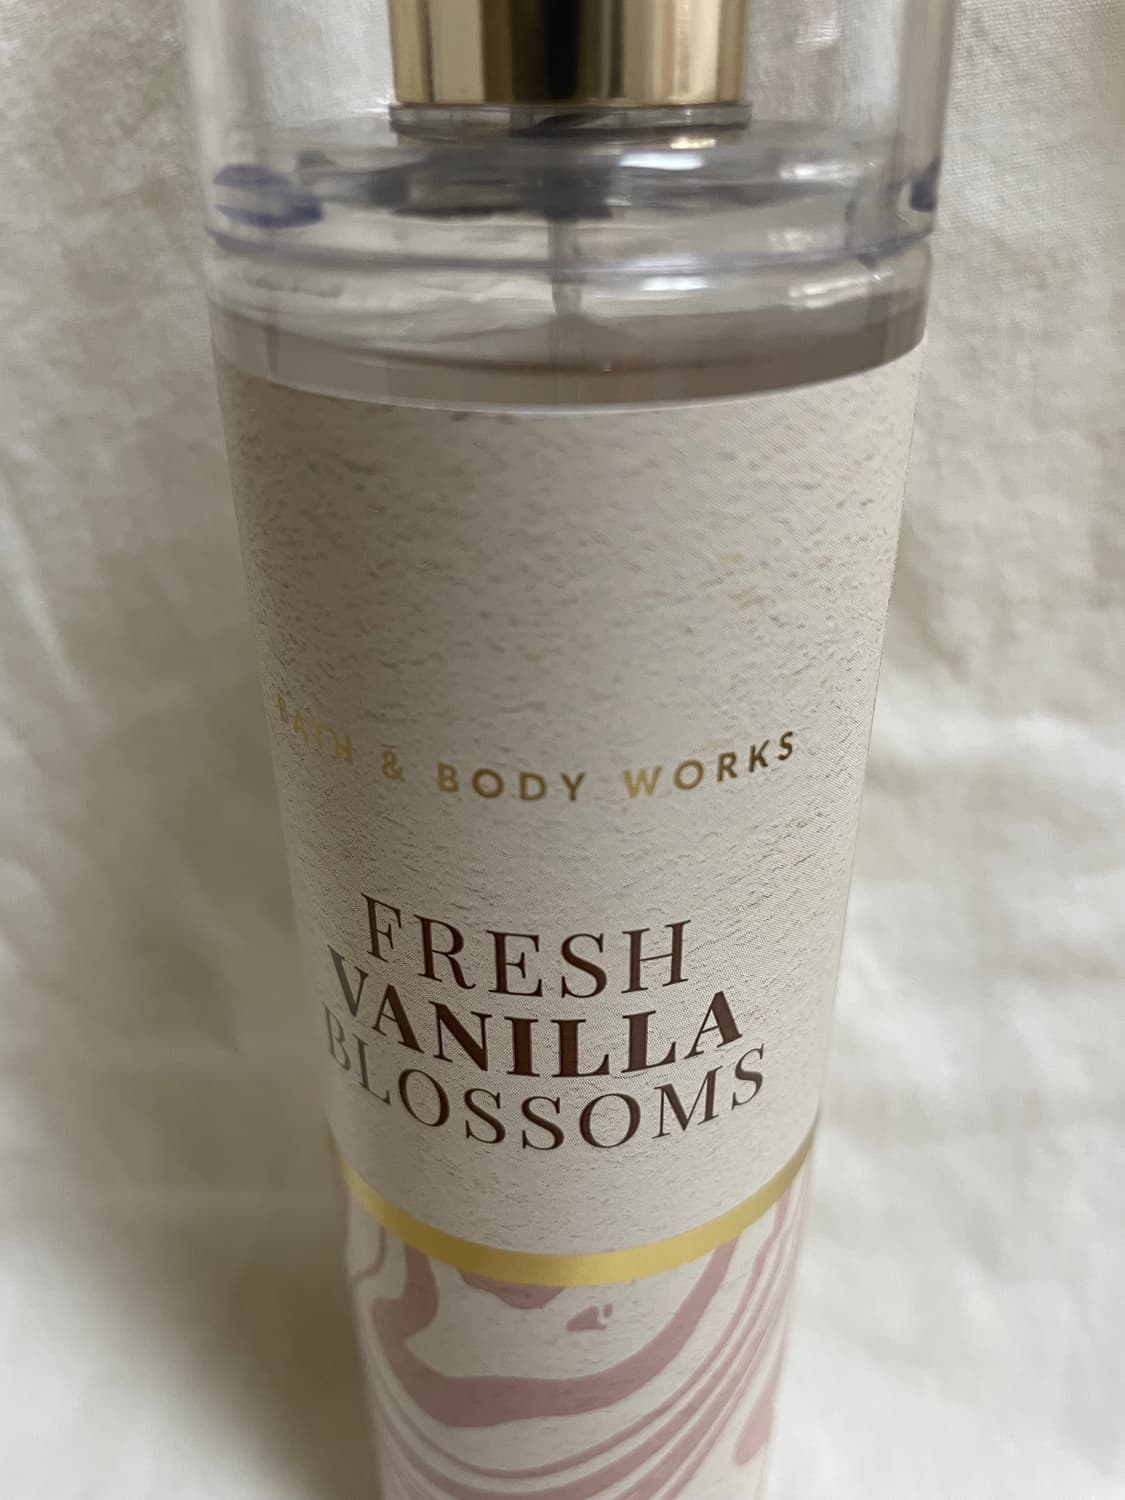 BATH & BODY WORKS
FRESH
VANILLA
BLOSSOMS